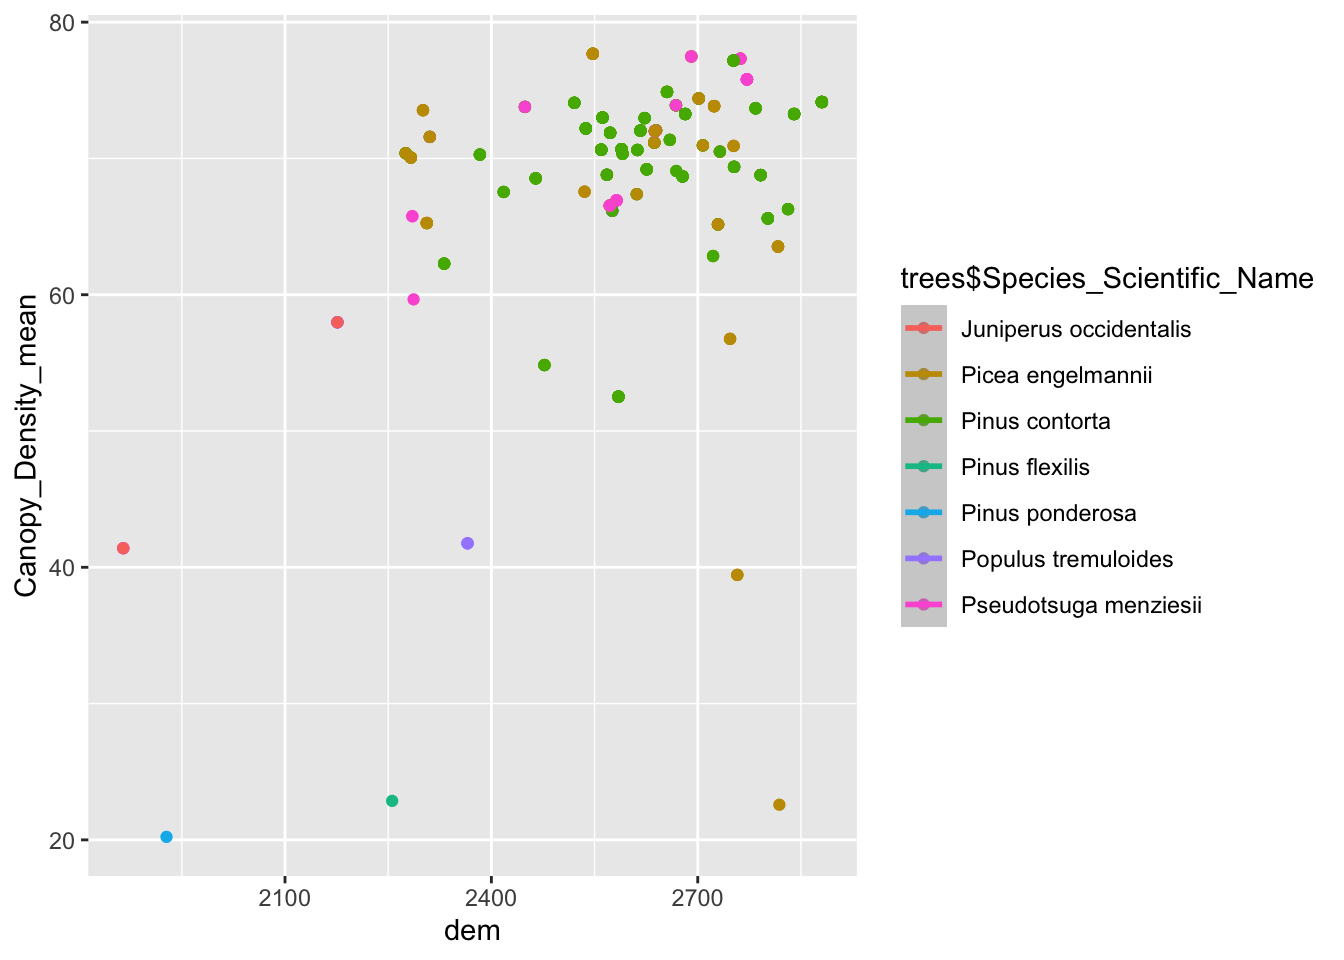 80
60
40
20
Canopy_Density_mean
2100 2400 2700
dem
trees$Species_Scientific_Name
Juniperus occidentalis
Picea engelmannii
Pinus contorta
Pinus flexilis
Pinus ponderosa
Populus tremuloides
Pseudotsuga menziesii